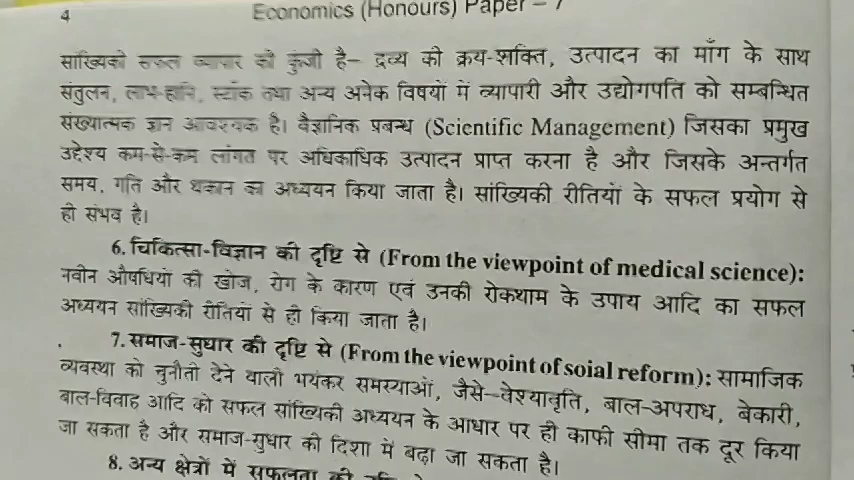 4
Economics (Honours) Paper – 7
सांख्यिकी सफल व्यापार की कुंजी है– द्रव्य की क्रय-शक्ति, उत्पादन का माँग के साथ
संतुलन, लाभ-हानि, स्टॉक तथा अन्य अनेक विषयों में व्यापारी और उद्योगपति को सम्बन्धित
संख्यात्मक ज्ञान आवश्यक है। वैज्ञानिक प्रबन्ध (Scientific Management) जिसका प्रमुख
उद्देश्य कम-से-कम लागत पर अधिकाधिक उत्पादन प्राप्त करना है और जिसके अन्तर्गत
समय, गति और थकान का अध्ययन किया जाता है। सांख्यिकी रीतियों के सफल प्रयोग से
ही संभव है।
6. चिकित्सा-विज्ञान की दृष्टि से (From the viewpoint of medical science):
नवीन औषधियों की खोज, रोग के कारण एवं उनकी रोकथाम के उपाय आदि का सफल
अध्ययन सांख्यिकी रीतियों से ही किया जाता है।
7. समाज-सुधार की दृष्टि से (From the viewpoint of soial reform): सामाजिक
व्यवस्था को चुनौती देने वाली भयंकर समस्याओं, जैसे–वेश्यावृति, बाल-अपराध, बेकारी,
बाल-विवाह आदि को सफल सांख्यिकी अध्ययन के आधार पर ही काफी सीमा तक दूर किया
जा सकता है और समाज-सुधार की दिशा में बढ़ा जा सकता है।
8. अन्य क्षेत्रों में सफलता की